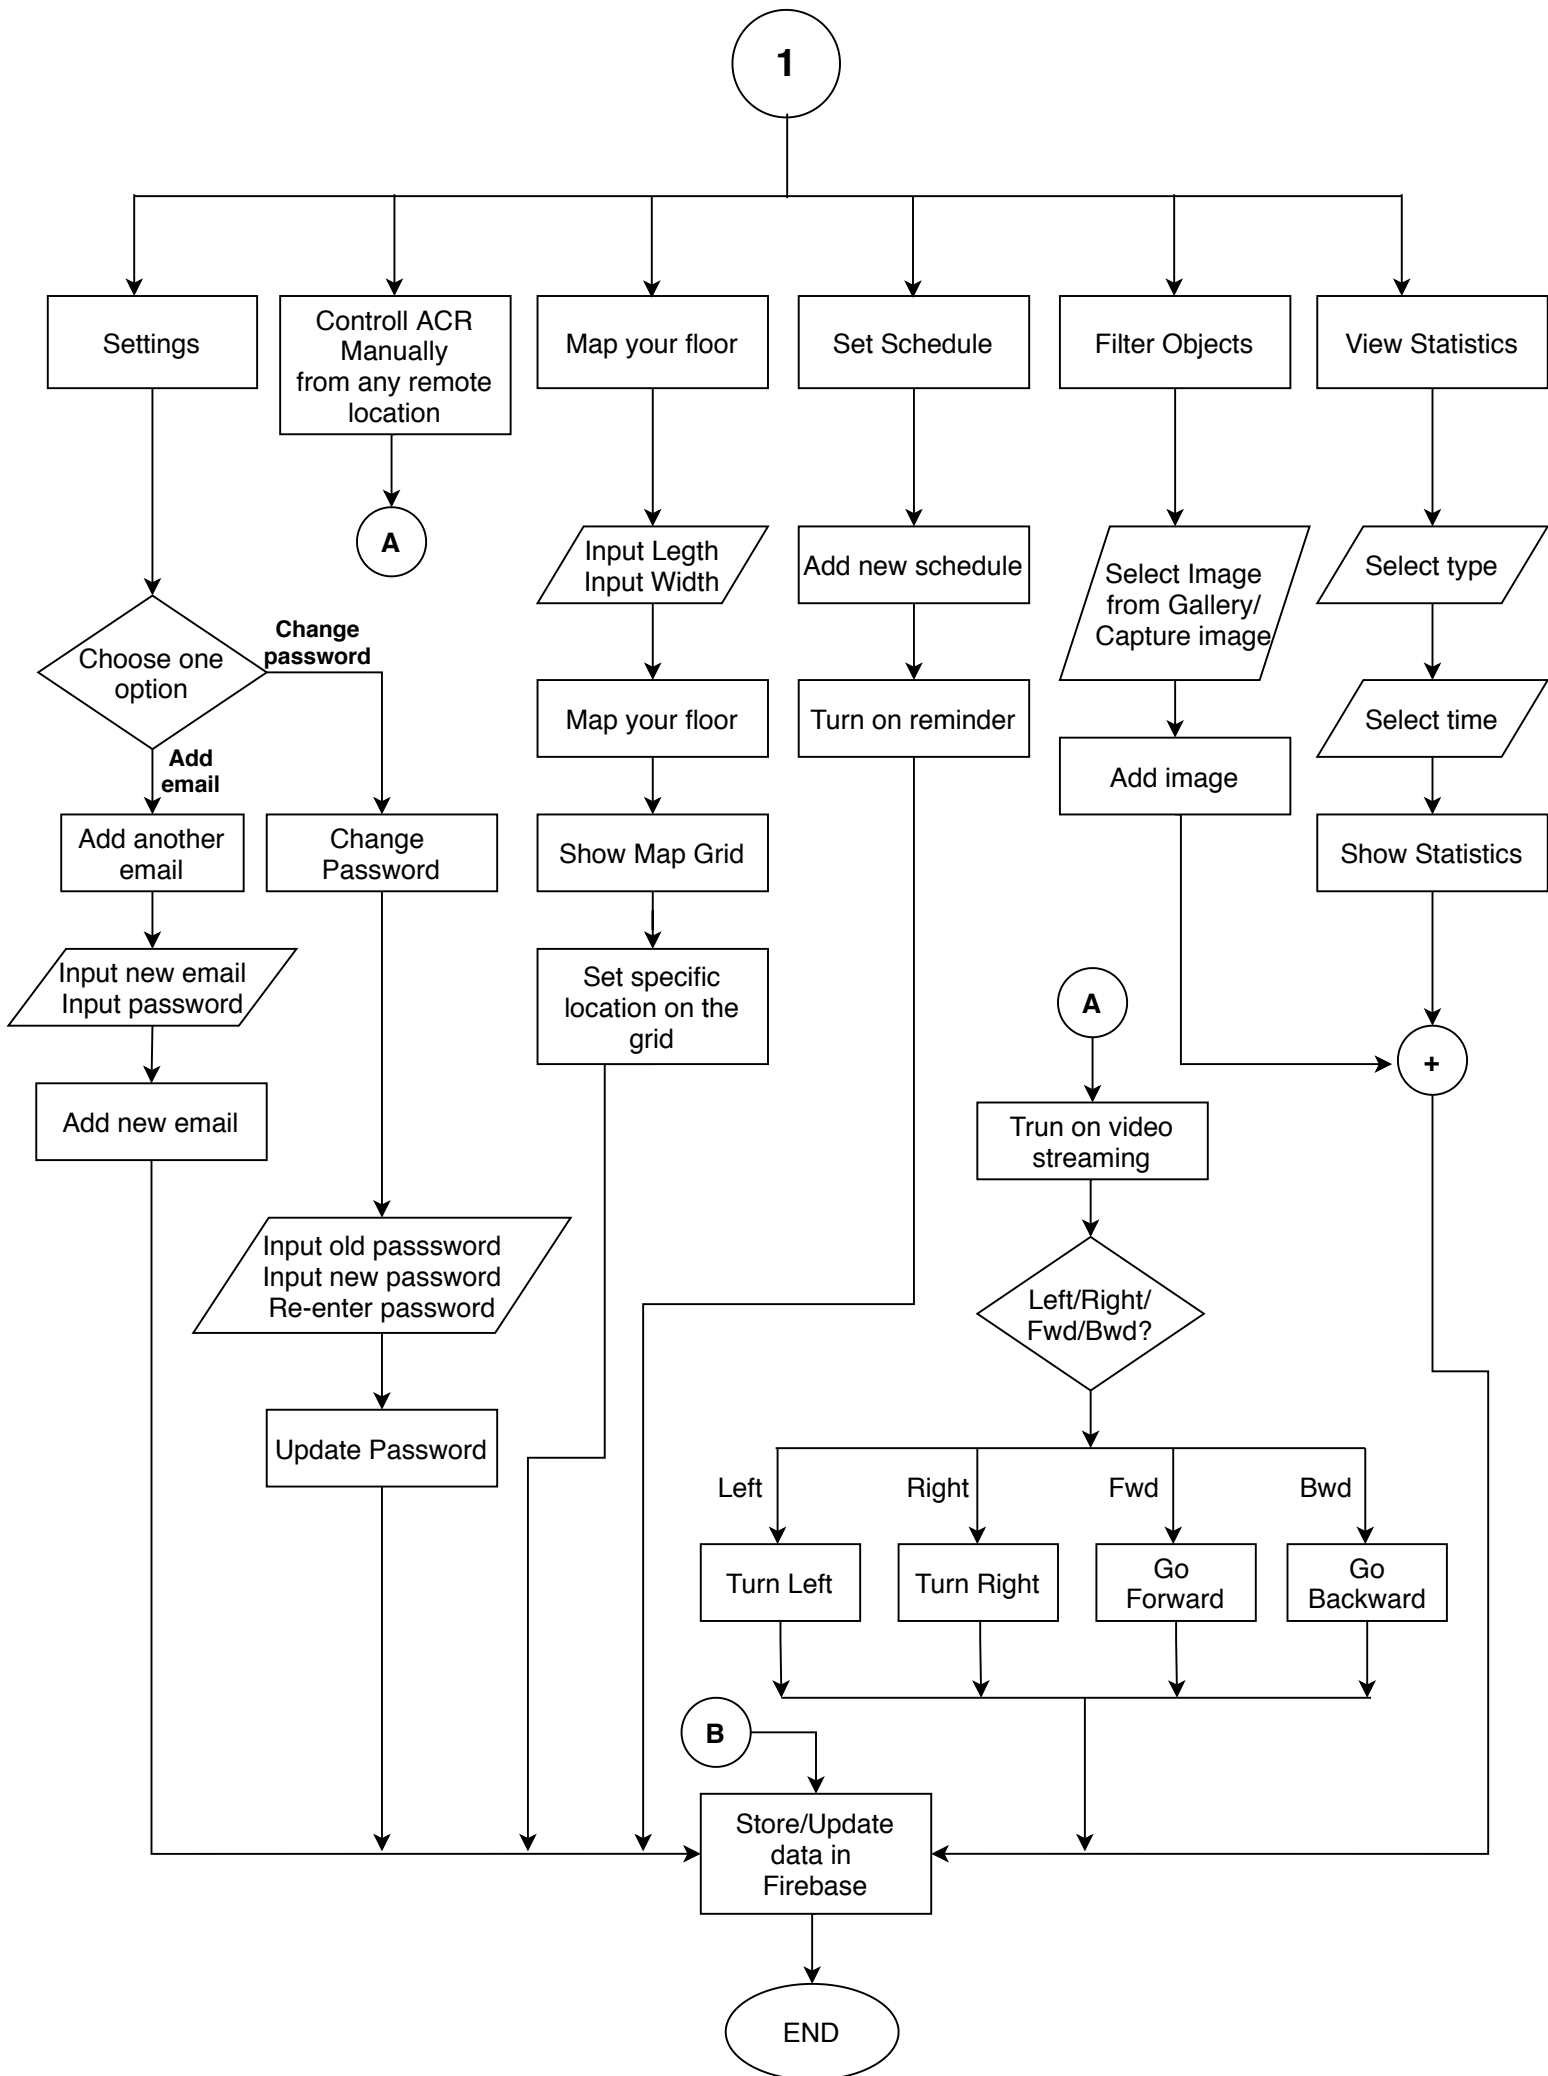 1
Settings
Controll ACR
Manually
from any remote
location
Map your floor
Set Schedule
Filter Objects
View Statistics
A
Input Legth
Input Width
Add new schedule
Select Image
from Gallery/
Capture image
Select type
Choose one
option
Change
password
Add
email
Map your floor
Turn on reminder
Select time
Add image
Add another
email
Change
Password
Show Map Grid
Show Statistics
Input new email
Input password
Set specific
location on the
grid
A
+
Add new email
Trun on video
streaming
Input old passsword
Input new password
Re-enter password
Left/Right/
Fwd/Bwd?
Update Password
Left
Right
Fwd
Bwd
Turn Left
Turn Right
Go
Forward
Go
Backward
B
Store/Update
data in
Firebase
END